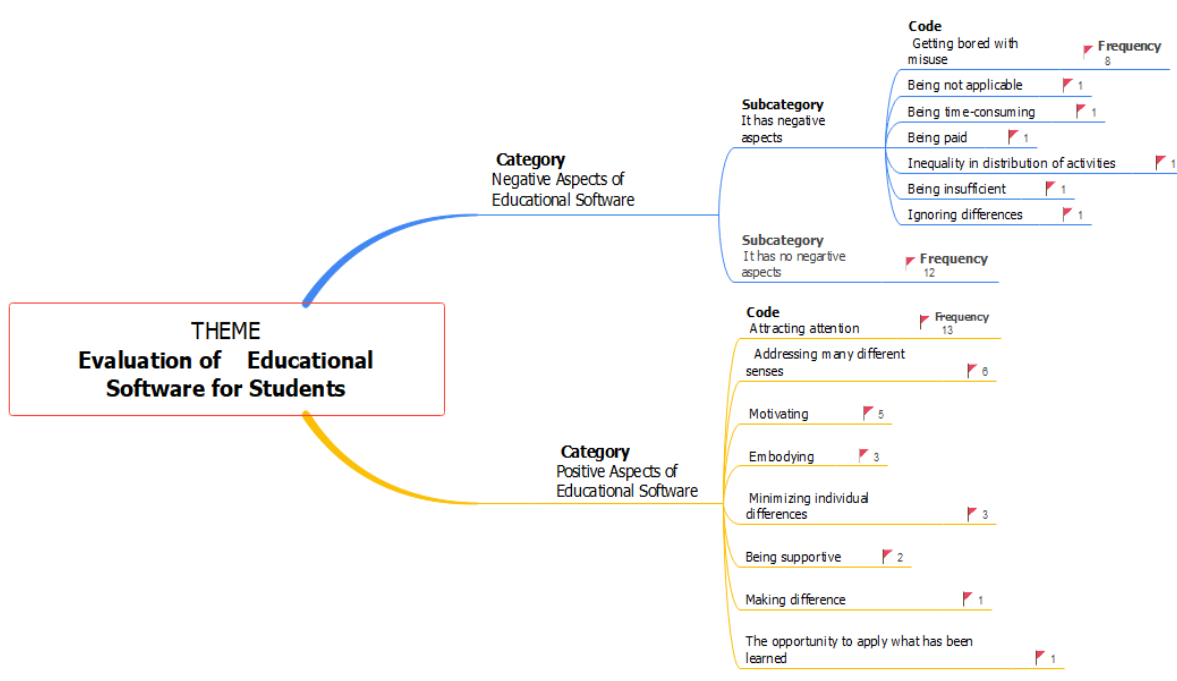 THEME
Evaluation of Educational
Software for Students
Category
Negative Aspects of
Educational Software
Subcategory
It has negative
aspects
Code
Getting bored with
misuse
Frequency
8
Being not applicable 1
Being time-consuming 1
Being paid 1
Inequality in distribution of activities 1
Being insufficient 1
Ignoring differences 1
Subcategory
It has no negartive
aspects
Frequency
12
Category
Positive Aspects of
Educational Software
Code
Attracting attention
Frequency
13
Addressing many different
senses 6
Motivating 5
Embodying 3
Minimizing individual
differences 3
Being supportive 2
Making difference 1
The opportunity to apply what has been
learned 1